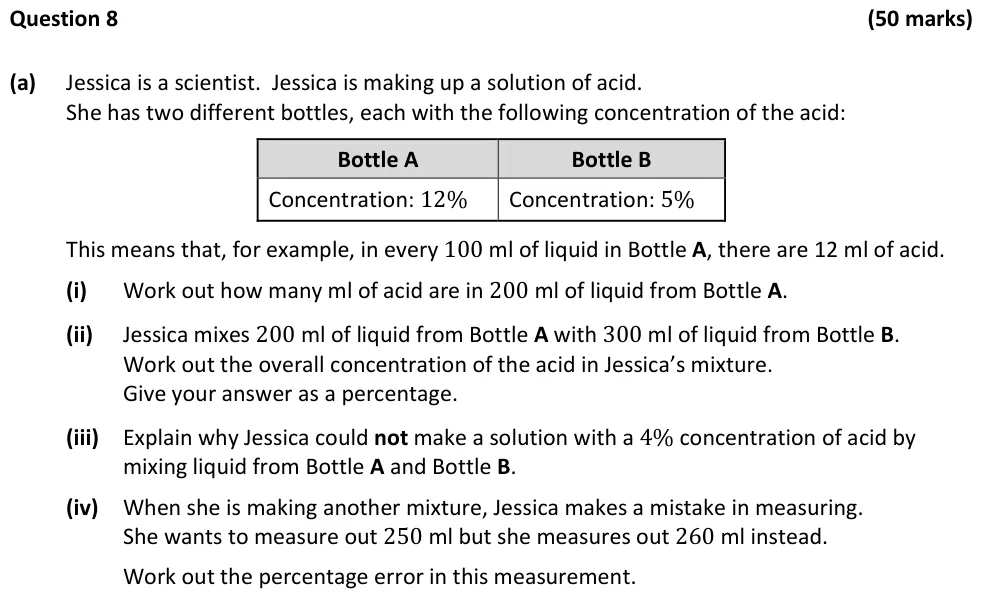 Question 8 (50 marks)
(a) Jessica is a scientist. Jessica is making up a solution of acid.
She has two different bottles, each with the following concentration of the acid:
Bottle A Bottle B
Concentration: 12% Concentration: 5%
This means that, for example, in every 100 ml of liquid in Bottle A, there are 12 ml of acid.
(i) Work out how many ml of acid are in 200 ml of liquid from Bottle A.
(ii) Jessica mixes 200 ml of liquid from Bottle A with 300 ml of liquid from Bottle B.
Work out the overall concentration of the acid in Jessica’s mixture.
Give your answer as a percentage.
(iii) Explain why Jessica could not make a solution with a 4% concentration of acid by
mixing liquid from Bottle A and Bottle B.
(iv) When she is making another mixture, Jessica makes a mistake in measuring.
She wants to measure out 250 ml but she measures out 260 ml instead.
Work out the percentage error in this measurement.